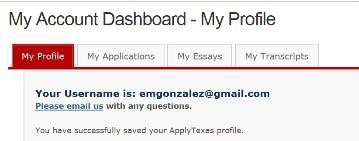 My Account Dashboard - My Profile
My Profile My Applications My Essays My Transcripts
Your Username is: emgonzalez@gmail.com
Please email us with any questions.
You have successfully saved your ApplyTexas profile.